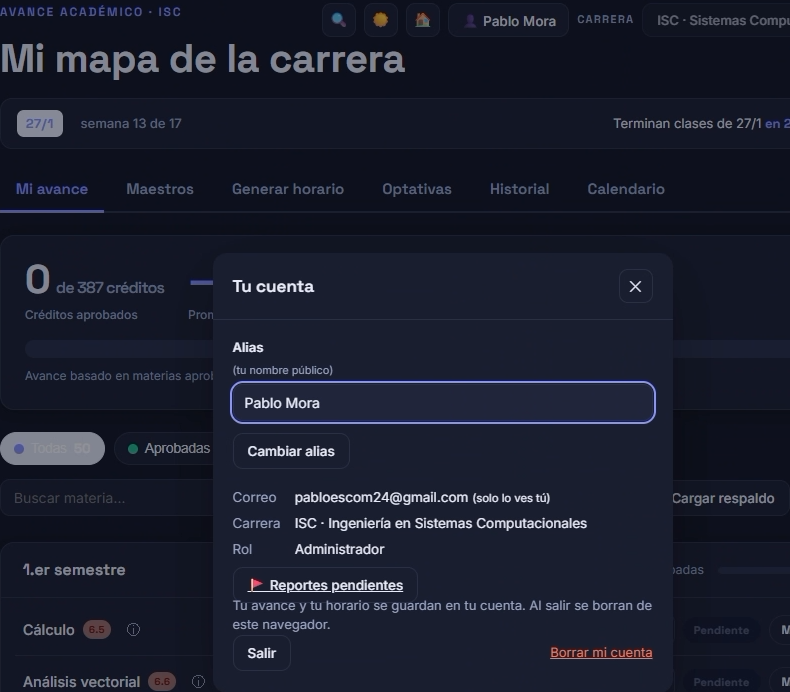 AVANCE ACADÉMICO · ISC
Pablo Mora
CARRERA
ISC · Sistemas
Mi mapa de la carrera
27/1
semana 13 de 17
Terminan clases de 27/1 en
Mi avance
Maestros
Generar horario
Optativas
Historial
Calendario
0 de 387 créditos
Créditos aprobados
Avance basado en materias
Todas 60
Aprobadas
Buscar materia...
Cargar respaldo
1.er semestre
Cálculo 6.5
Pendiente
Análisis vectorial 6.6
Pendiente
Tu cuenta
Alias
(tu nombre público)
Pablo Mora
Cambiar alias
Correo pabloescom24@gmail.com (solo lo ves tú)
Carrera ISC · Ingeniería en Sistemas Computacionales
Rol Administrador
Reportes pendientes
Tu avance y tu horario se guardan en tu cuenta. Al salir se borran de
este navegador.
Salir
Borrar mi cuenta